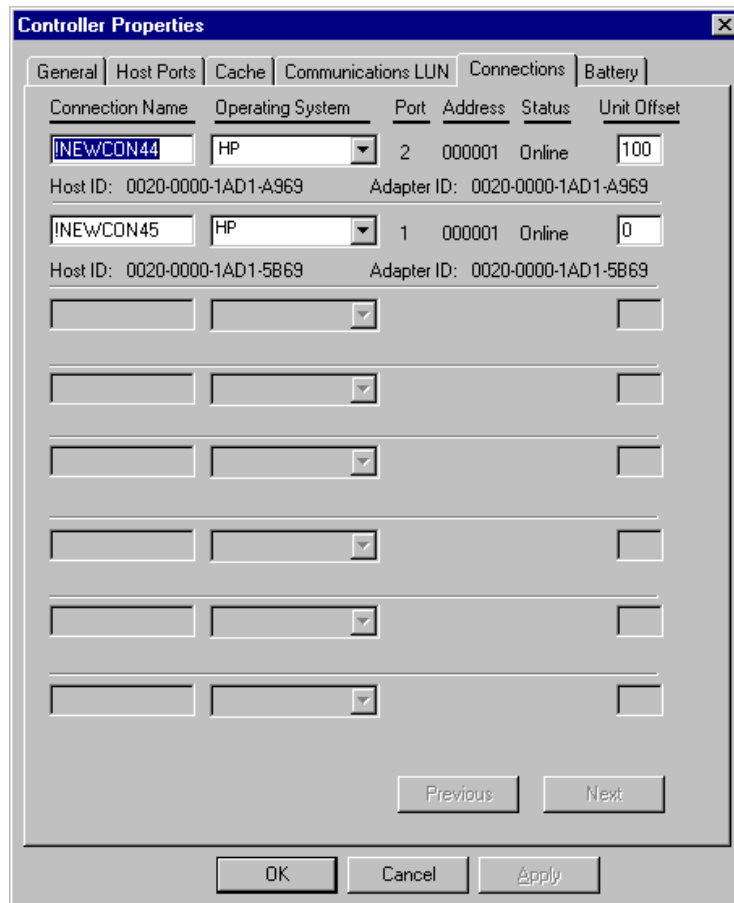 Controller Properties
General Host Ports Cache Communications LUN Connections Battery
Connection Name Operating System Port Address Status Unit Offset
!NEWCON44 HP 2 000001 Online 100
Host ID: 0020-0000-1AD1-A969 Adapter ID: 0020-0000-1AD1-A969
!NEWCON45 HP 1 000001 Online 0
Host ID: 0020-0000-1AD1-5B69 Adapter ID: 0020-0000-1AD1-5B69
Previous Next
OK Cancel Apply